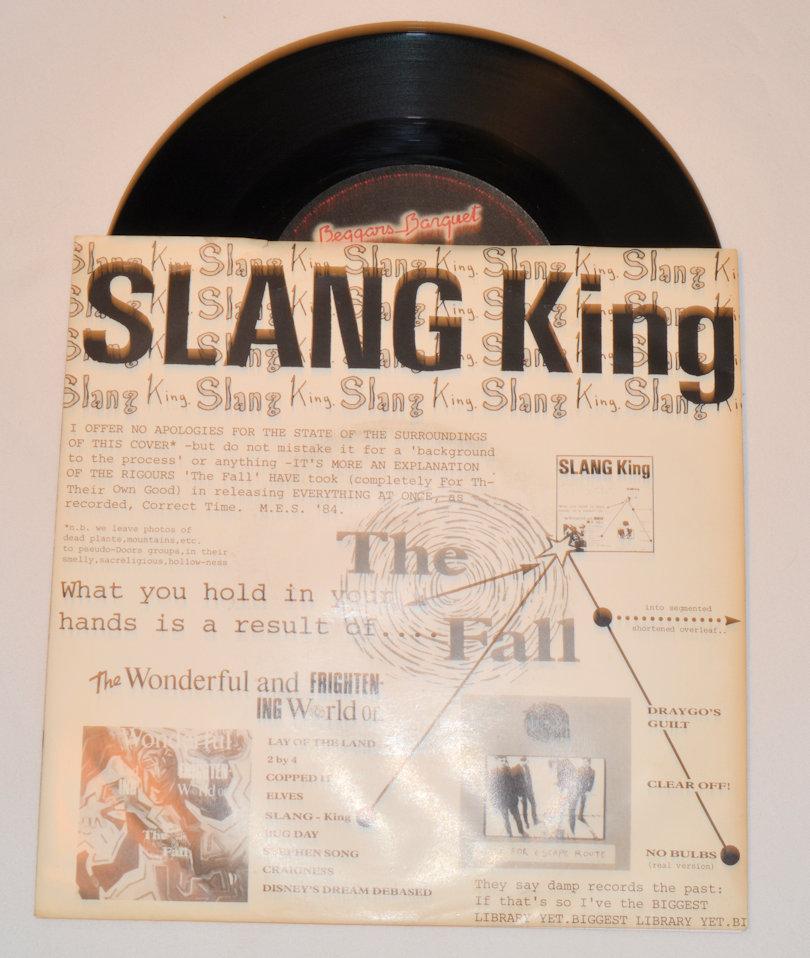 Beggars Banquet
Slang King. Slang King. Slang King. Slang Ki
SLANG King
Slang King. Slang King. Slang King. Slang
I OFFER NO APOLOGIES FOR THE STATE OF THE SURROUNDINGS
OF THIS COVER* -but do not mistake it for a 'background
to the process' or anything -IT'S MORE AN EXPLANATION
OF THE RIGOURS 'The Fall' HAVE took (completely For Th-
Their Own Good) in releasing EVERYTHING AT ONCE, as
recorded, Correct Time. M.E.S. '84.
*n.b. we leave photos of
dead plants,mountains,etc.
to pseudo-Doors groups,in their
smelly,sacreligious,hollow-ness
SLANG King
The
Fall
What you hold in your
hands is a result of....
into segmented
shortened overleaf..
The Wonderful and FRIGHTEN-
ING World Of.
LAY OF THE LAND
2 by 4
COPPED IT
ELVES
SLANG - King
BUG DAY
STEPHEN SONG
CRAIGNESS
DISNEY'S DREAM DEBASED
The
Fall
FOR ESCAPE ROUTE
DRAYGO'S
GUILT
CLEAR OFF!
NO BULBS
(real version)
They say damp records the past:
If that's so I've the BIGGEST
LIBRARY YET.BIGGEST LIBRARY YET.BI